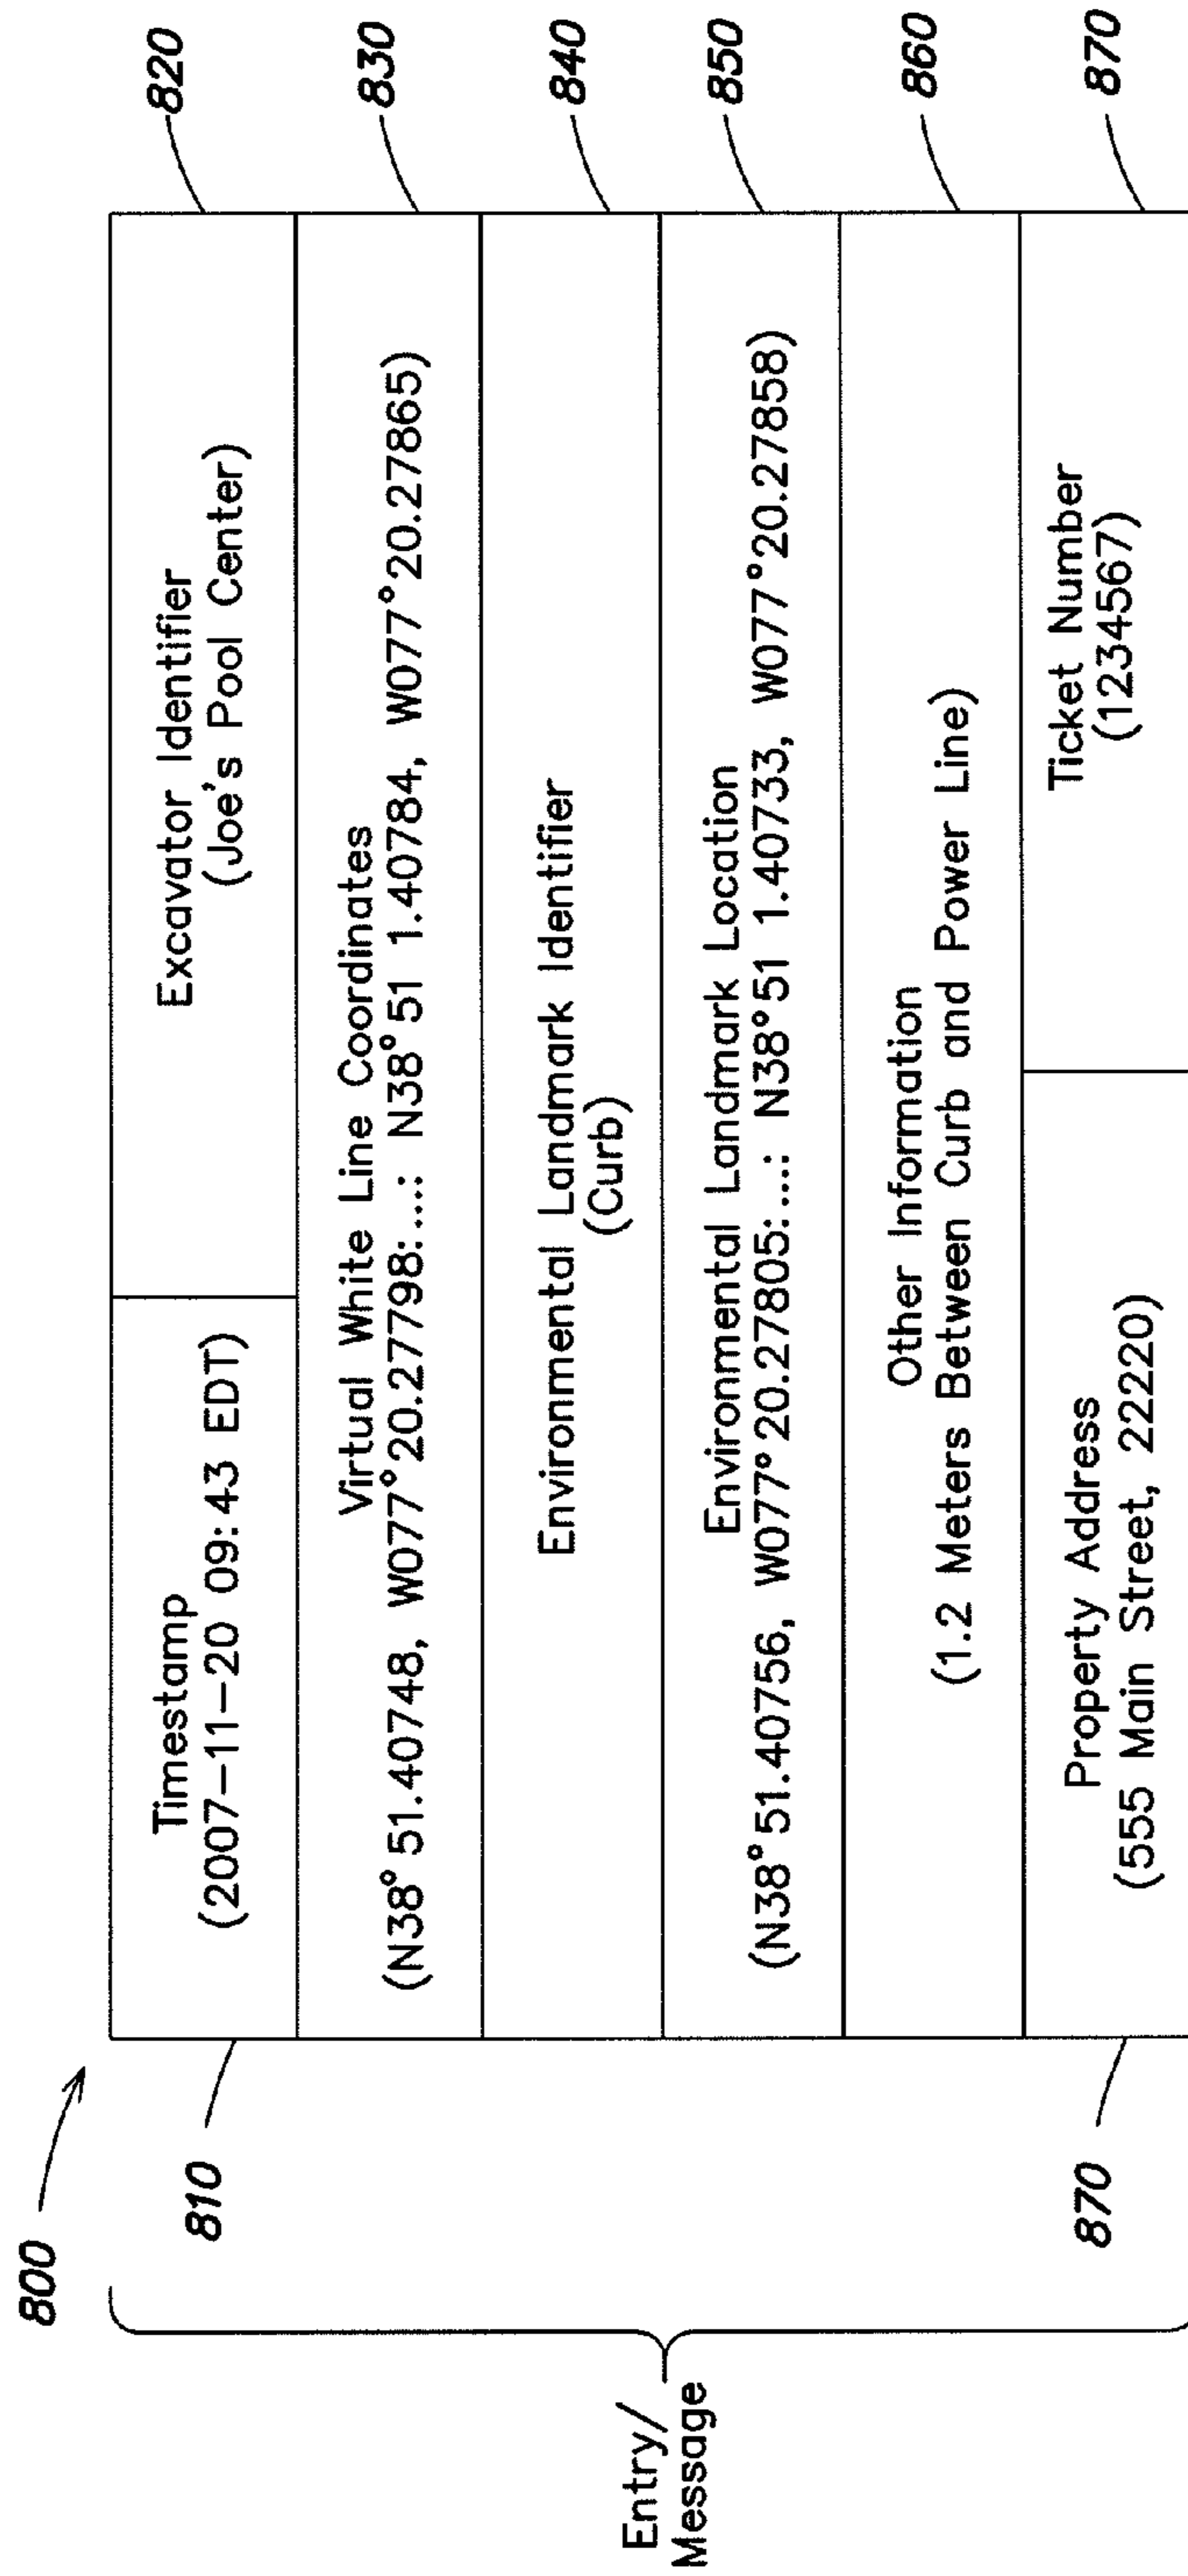 800
810
Timestamp
(2007-11-20 09:43 EDT)
Excavator Identifier
(Joe's Pool Center)
820
Virtual White Line Coordinates
(N38°51.40748, W077°20.27798:...: N38°51 1.40784, W077°20.27865)
830
Entry/
Message
Environmental Landmark Identifier
(Curb)
840
Environmental Landmark Location
(N38°51.40756, W077°20.27805:...: N38°51 1.40733, W077°20.27858)
850
Other Information
(1.2 Meters Between Curb and Power Line)
860
870
Property Address
(555 Main Street, 22220)
Ticket Number
(1234567)
870